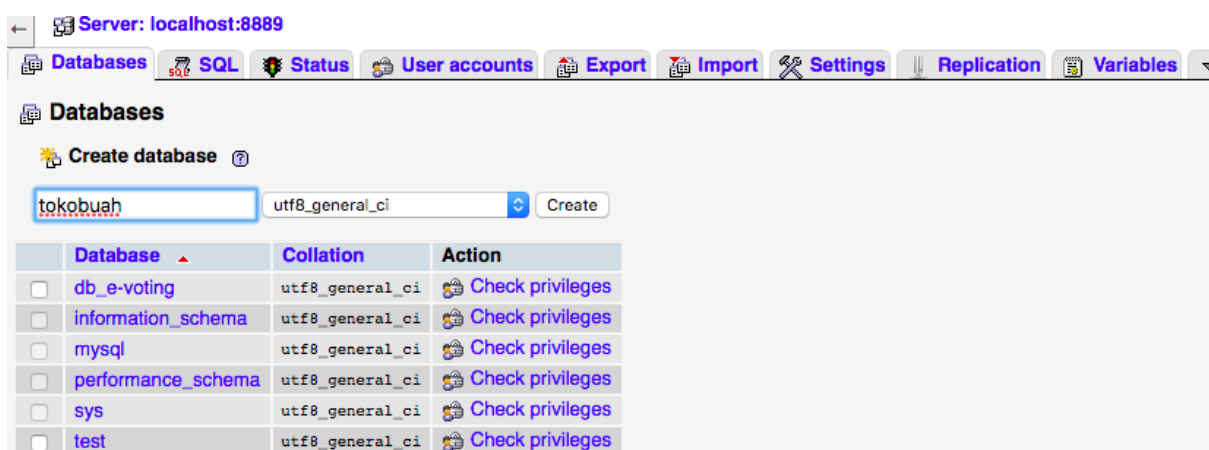 Server: localhost:8889
Databases SQL Status User accounts Export Import Settings Replication Variables
Databases
Create database
tokobuah utf8_general_ci Create
Database Collation Action
db_e-voting utf8_general_ci Check privileges
information_schema utf8_general_ci Check privileges
mysql utf8_general_ci Check privileges
performance_schema utf8_general_ci Check privileges
sys utf8_general_ci Check privileges
test utf8_general_ci Check privileges